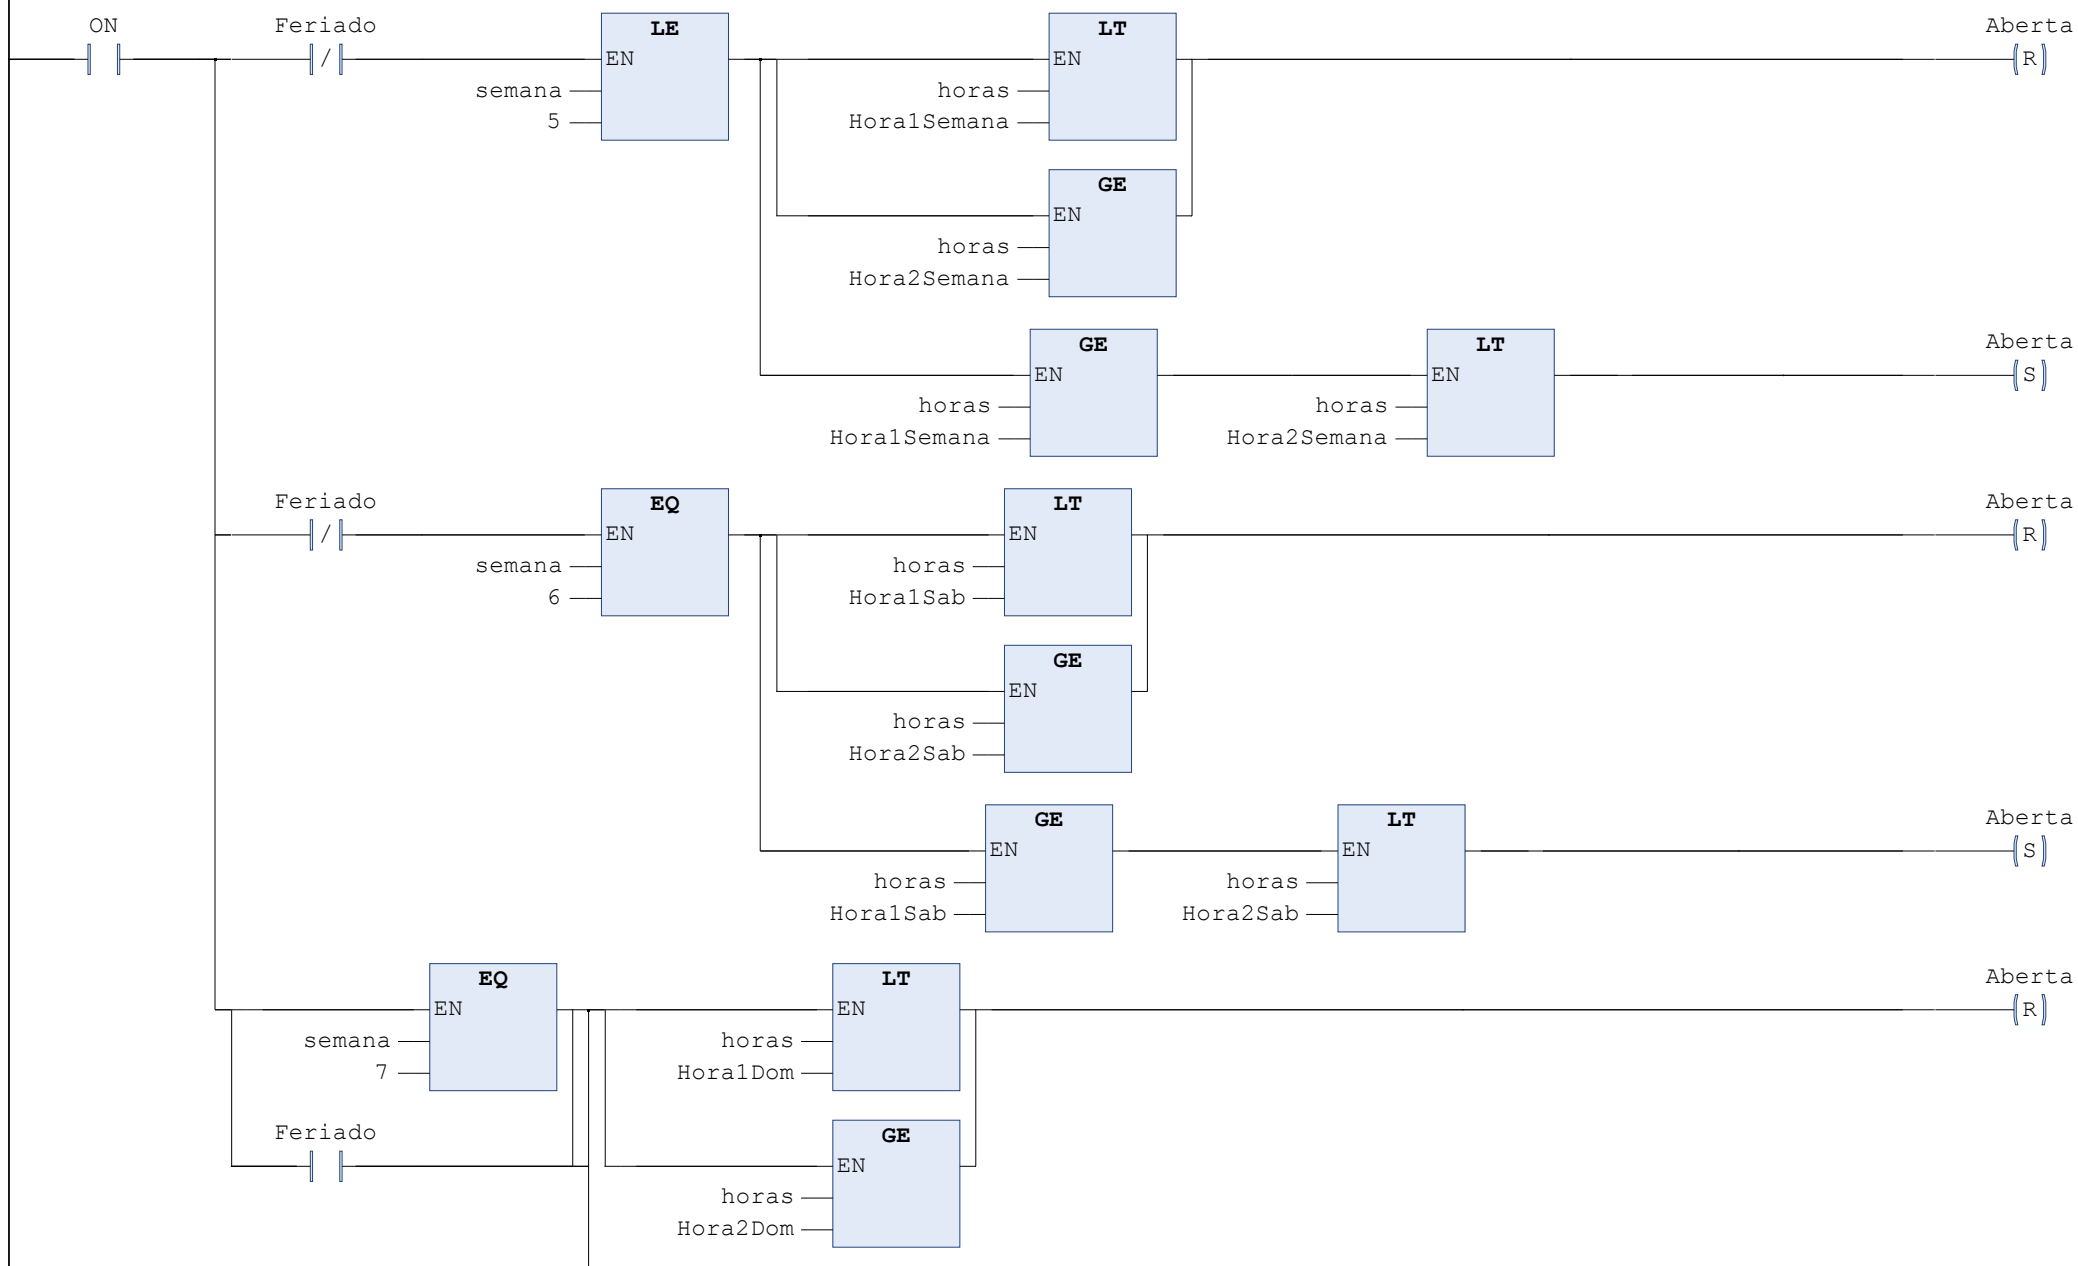 ON
Feriado
LE
EN
semana
5
LT
EN
horas
Hora1Semana
Aberta
R
GE
EN
horas
Hora2Semana
GE
EN
horas
Hora1Semana
LT
EN
horas
Hora2Semana
Aberta
S
Feriado
/
EQ
EN
semana
6
LT
EN
horas
Hora1Sab
Aberta
R
GE
EN
horas
Hora2Sab
GE
EN
horas
Hora1Sab
LT
EN
horas
Hora2Sab
Aberta
S
EQ
EN
semana
7
LT
EN
horas
Hora1Dom
Aberta
R
Feriado
GE
EN
horas
Hora2Dom